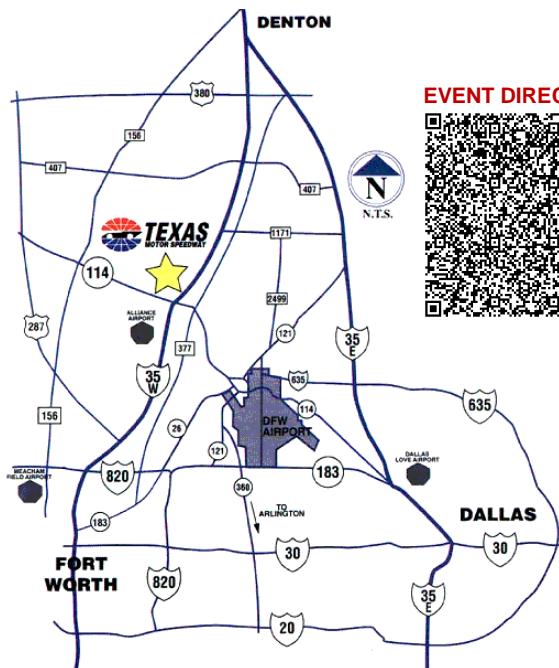 DENTON
380
EVENT DIREC
156
407
407
N
N.T.S.
1171
TEXAS
MOTOR SPEEDWAY
114
2499
ALLIANCE
AIRPORT
121
287
377
35
E
35
W
635
635
156
114
26
DFW
AIRPORT
121
DALLAS
LOVE AIRPORT
MEACHAM
FIELD AIRPORT
820
183
360
TO
ARLINGTON
183
DALLAS
30
30
FORT
WORTH
820
35
E
20